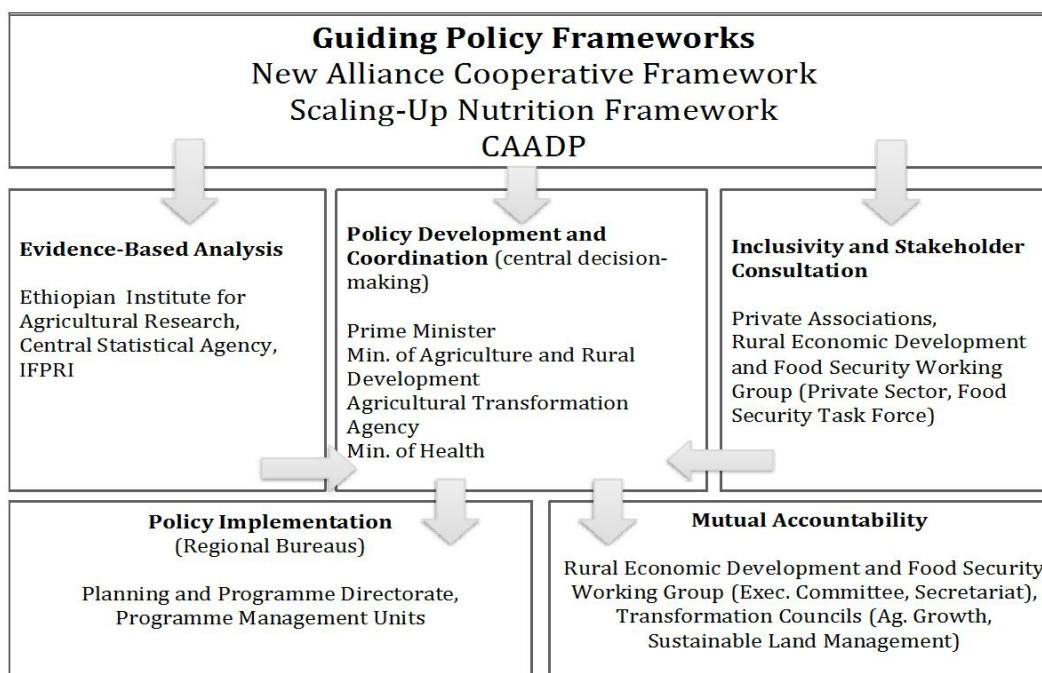 Guiding Policy Frameworks
New Alliance Cooperative Framework
Scaling-Up Nutrition Framework
CAADP
Evidence-Based Analysis
Ethiopian Institute for
Agricultural Research,
Central Statistical Agency,
IFPRI
Policy Development and
Coordination (central decision-
making)
Prime Minister
Min. of Agriculture and Rural
Development
Agricultural Transformation
Agency
Min. of Health
Inclusivity and Stakeholder
Consultation
Private Associations,
Rural Economic Development
and Food Security Working
Group (Private Sector, Food
Security Task Force)
Policy Implementation
(Regional Bureaus)
Planning and Programme Directorate,
Programme Management Units
Mutual Accountability
Rural Economic Development and Food Security
Working Group (Exec. Committee, Secretariat),
Transformation Councils (Ag. Growth,
Sustainable Land Management)